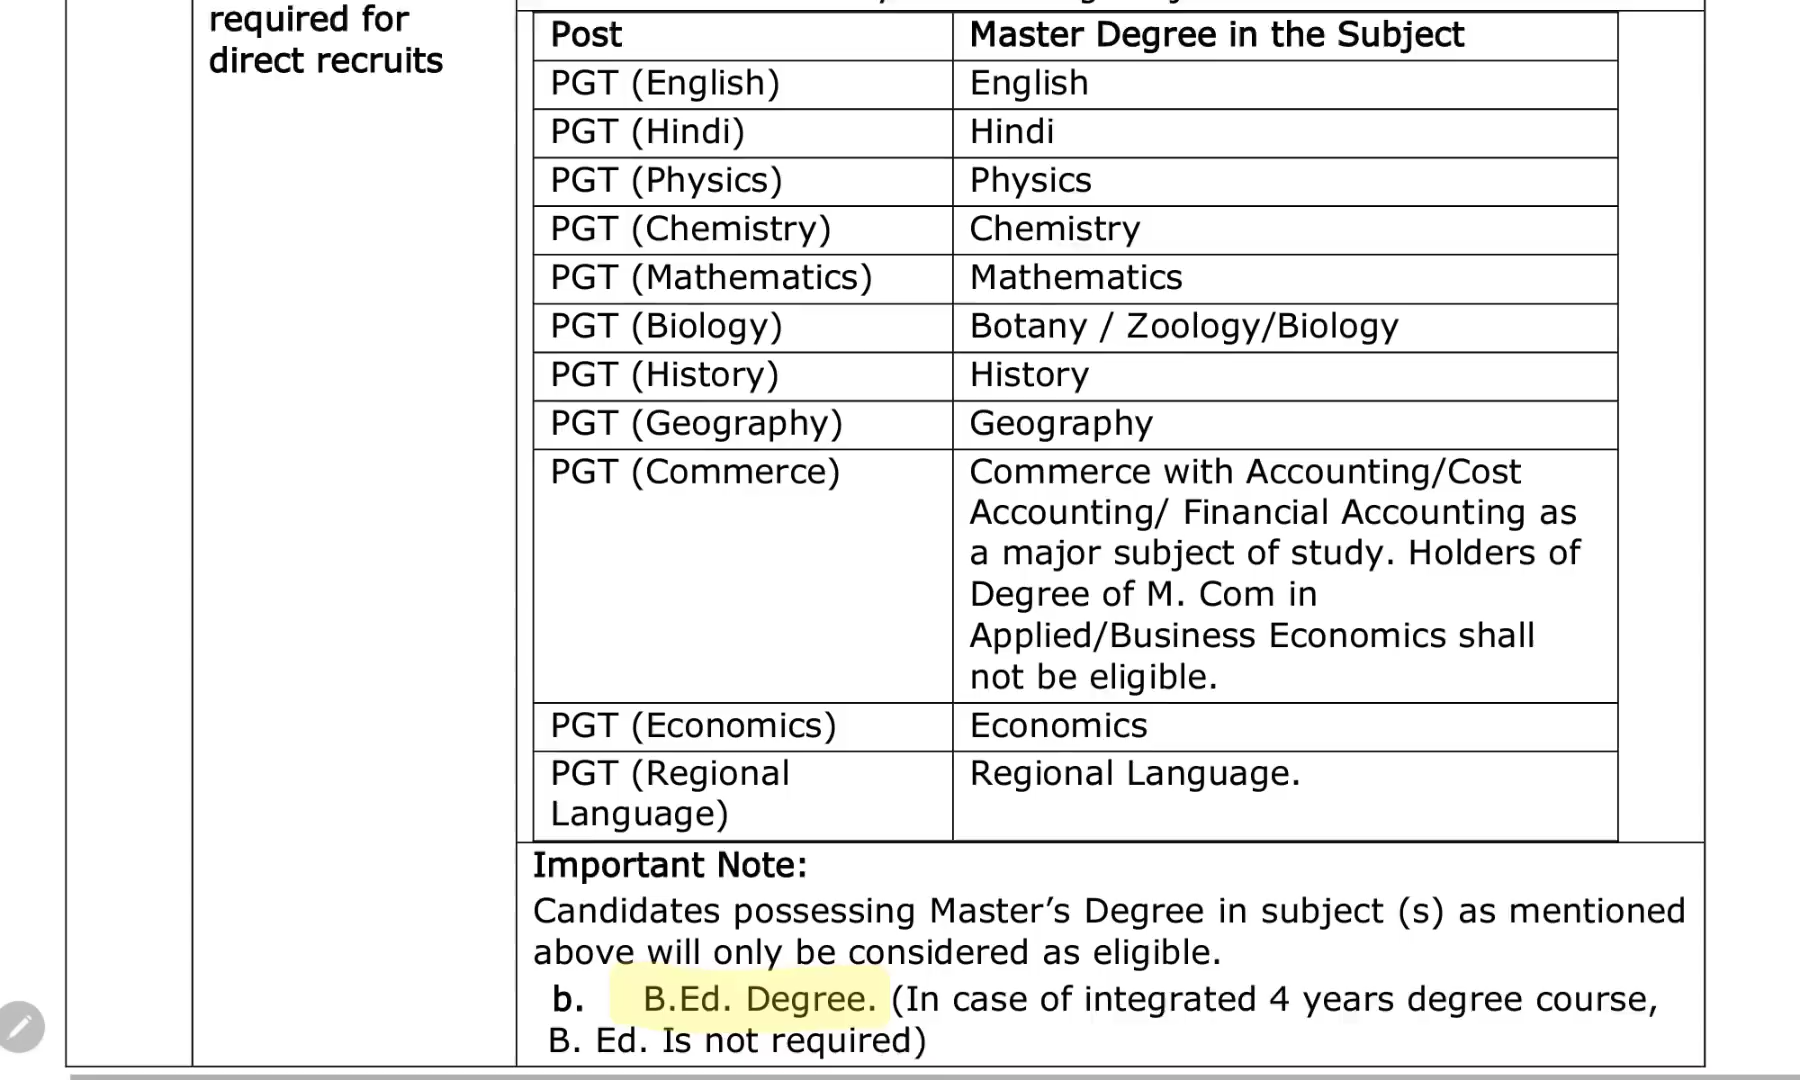 required for
direct recruits
Post Master Degree in the Subject
PGT (English) English
PGT (Hindi) Hindi
PGT (Physics) Physics
PGT (Chemistry) Chemistry
PGT (Mathematics) Mathematics
PGT (Biology) Botany / Zoology/Biology
PGT (History) History
PGT (Geography) Geography
PGT (Commerce) Commerce with Accounting/Cost
Accounting/ Financial Accounting as
a major subject of study. Holders of
Degree of M. Com in
Applied/Business Economics shall
not be eligible.
PGT (Economics) Economics
PGT (Regional Regional Language.
Language)
Important Note:
Candidates possessing Master’s Degree in subject (s) as mentioned
above will only be considered as eligible.
b. B.Ed. Degree. (In case of integrated 4 years degree course,
B. Ed. Is not required)